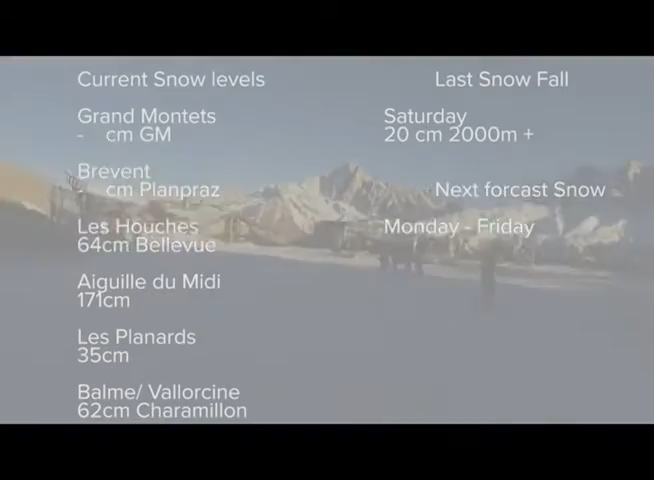 Current Snow levels
Grand Montets
- cm GM
Brevent
cm Planpraz
Les Houches
64cm Bellevue
Aiguille du Midi
171cm
Les Planards
35cm
Balme/ Vallorcine
62cm Charamillon
Last Snow Fall
Saturday
20 cm 2000m +
Next forcast Snow
Monday - Friday